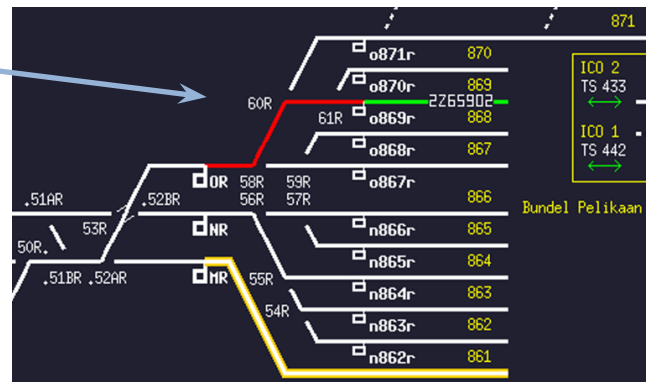 871
o871r 870
ICO 2
TS 433
o870r 869
60R 2Z65902
61R o869r 868
ICO 1
TS 442
o868r 867
OR 58R 59R o867r
.51AR .52BR 56R 57R 866
Bundel Pelikaan
53R NR n866r 865
50R. n865r 864
.51BR .52AR MR 55R n864r 863
54R n863r 862
n862r 861